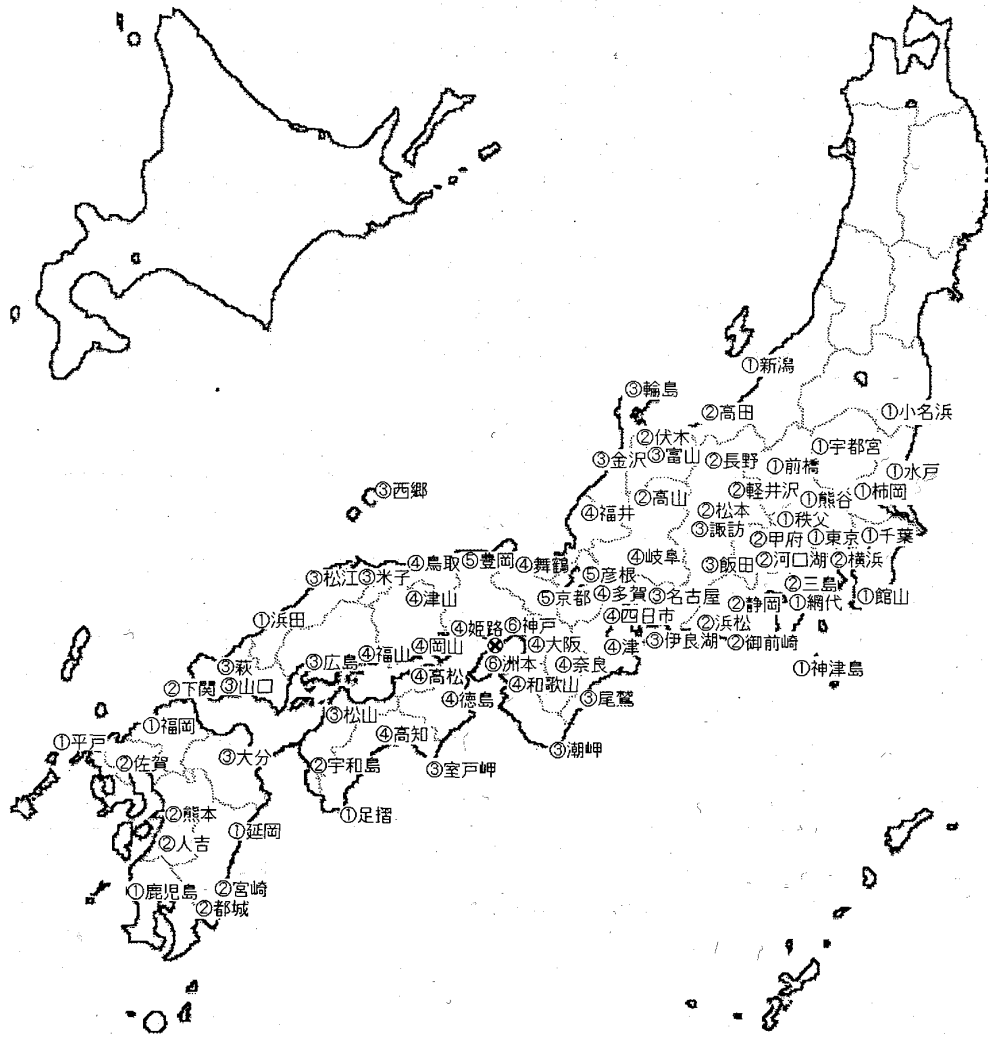 ①新潟
③輪島
②高田
①小名浜
②伏木
①宇都宮
③金沢
③富山
②長野
①前橋
①水戸
③西郷
②高山
②軽井沢
①熊谷
①柿岡
④福井
②松本
①秩父
③諏訪
②甲府
①東京
①千葉
④鳥取
⑤豊岡
④舞鶴
④岐阜
③飯田
②河口湖
②横浜
③松江
③米子
⑤彦根
②三島
④津山
⑤京都
④多賀
③名古屋
②静岡
①網代
①館山
①浜田
④姫路
⑥神戸
④四日市
②浜松
④福山
④岡山
④大阪
④津
③伊良湖
②御前崎
③萩
③広島
⑥洲本
④奈良
①神津島
②下関
③山口
④高松
④和歌山
④徳島
③尾鷲
③松山
①福岡
④高知
①平戸
③大分
③潮岬
②佐賀
②宇和島
③室戸岬
②熊本
①足摺
①延岡
②人吉
①鹿児島
②宮崎
②都城